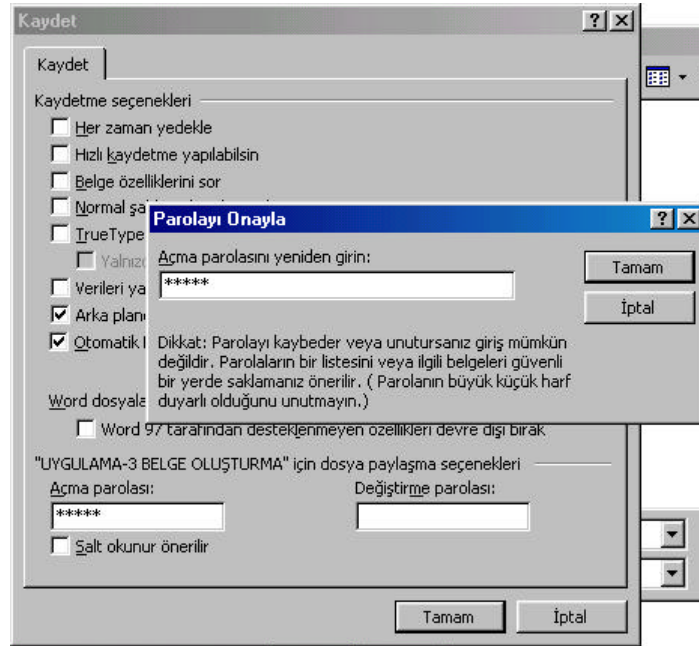 Kaydet
Kaydet
Kaydetme seçenekleri
Her zaman yedekle
Hızlı kaydetme yapılabilsin
Belge özelliklerini sor
Normal
TrueType
Parolayı Onayla
Açma parolasını yeniden girin:
*****
Tamam
İptal
Dikkat: Parolayı kaybeder veya unutursanız giriş mümkün
değildir. Parolaların bir listesini veya ilgili belgeleri güvenli
bir yerde saklamanız önerilir. ( Parolanın büyük küçük harf
duyarlı olduğunu unutmayın.)
Verileri
Arka
Otomatik
Word
Word 97 tarafından desteklenmeyen özellikleri devre dışı bırak
"UYGULAMA-3 BELGE OLUŞTURMA" için dosya paylaşma seçenekleri
Açma parolası:
Değiştirme parolası:
*****
Salt okunur önerilir
Tamam
İptal